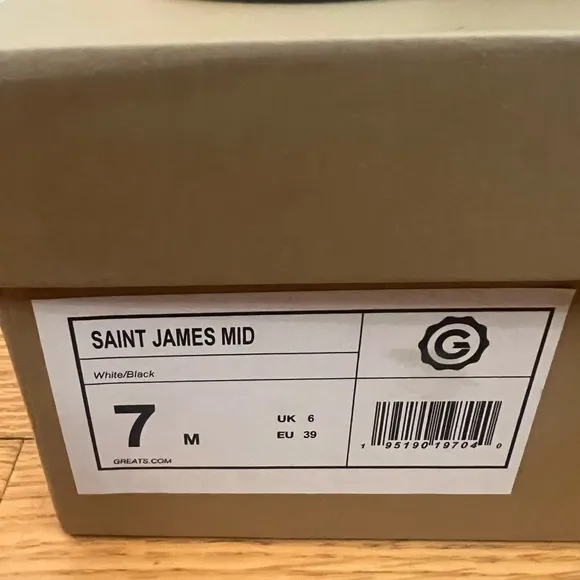 SAINT JAMES MID
White/Black
7 M
UK 6
EU 39
GREATS.COM
G
1 95190 19704 0